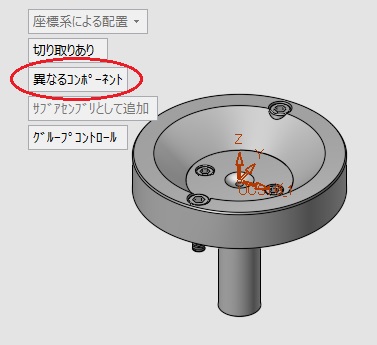 座標系による配置
切り取りあり
異なるｺﾝﾎﾟｰﾈﾝﾄ
ｻﾌﾞｱｾﾝﾌﾞﾘとして追加
ｸﾞﾙｰﾌﾟｺﾝﾄﾛｰﾙ
Z
Y